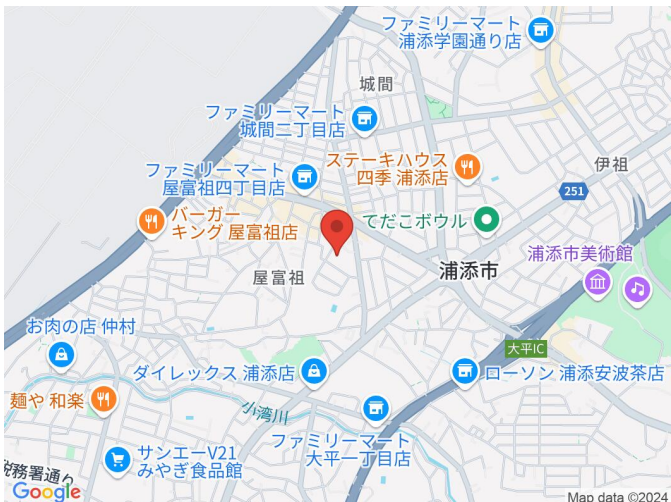 ファミリーマート
浦添学園通り店
城間
ファミリーマート
城間二丁目店
伊祖
ステーキハウス
四季 浦添店
ファミリーマート
屋富祖四丁目店
251
バーガー
キング 屋富祖店
てだこボウル
浦添市美術館
浦添市
屋富祖
お肉の店 仲村
大平IC
ダイレックス 浦添店
ローソン 浦添安波茶店
麺や 和楽
小湾川
ファミリーマート
大平一丁目店
サンエーV21
みやぎ食品館
税務署通り
Google
Map data ©2024